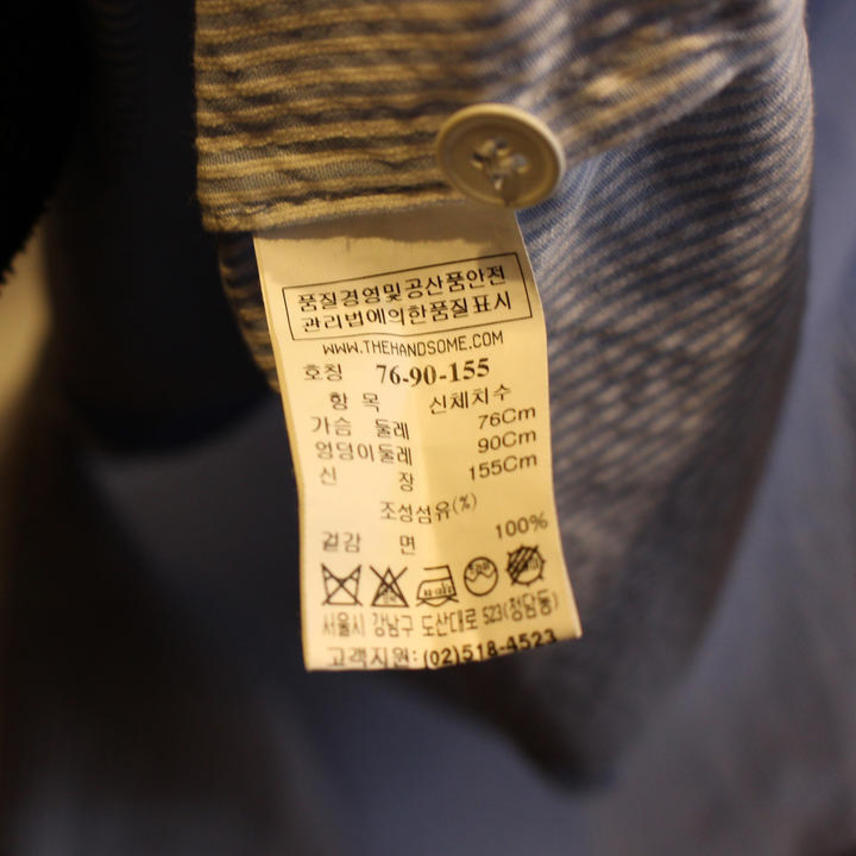 품질경영및공산품안전
관리법에의한품질표시
WWW.THEHANDSOME.COM
호칭 76-90-155
항 목 신체치수
가슴 둘레 76Cm
엉덩이둘레 90Cm
신 장 155Cm
조성섬유(%)
겉감 면 100%
서울시 강남구 도산대로 523(청담동)
고객지원:(02)518-4523